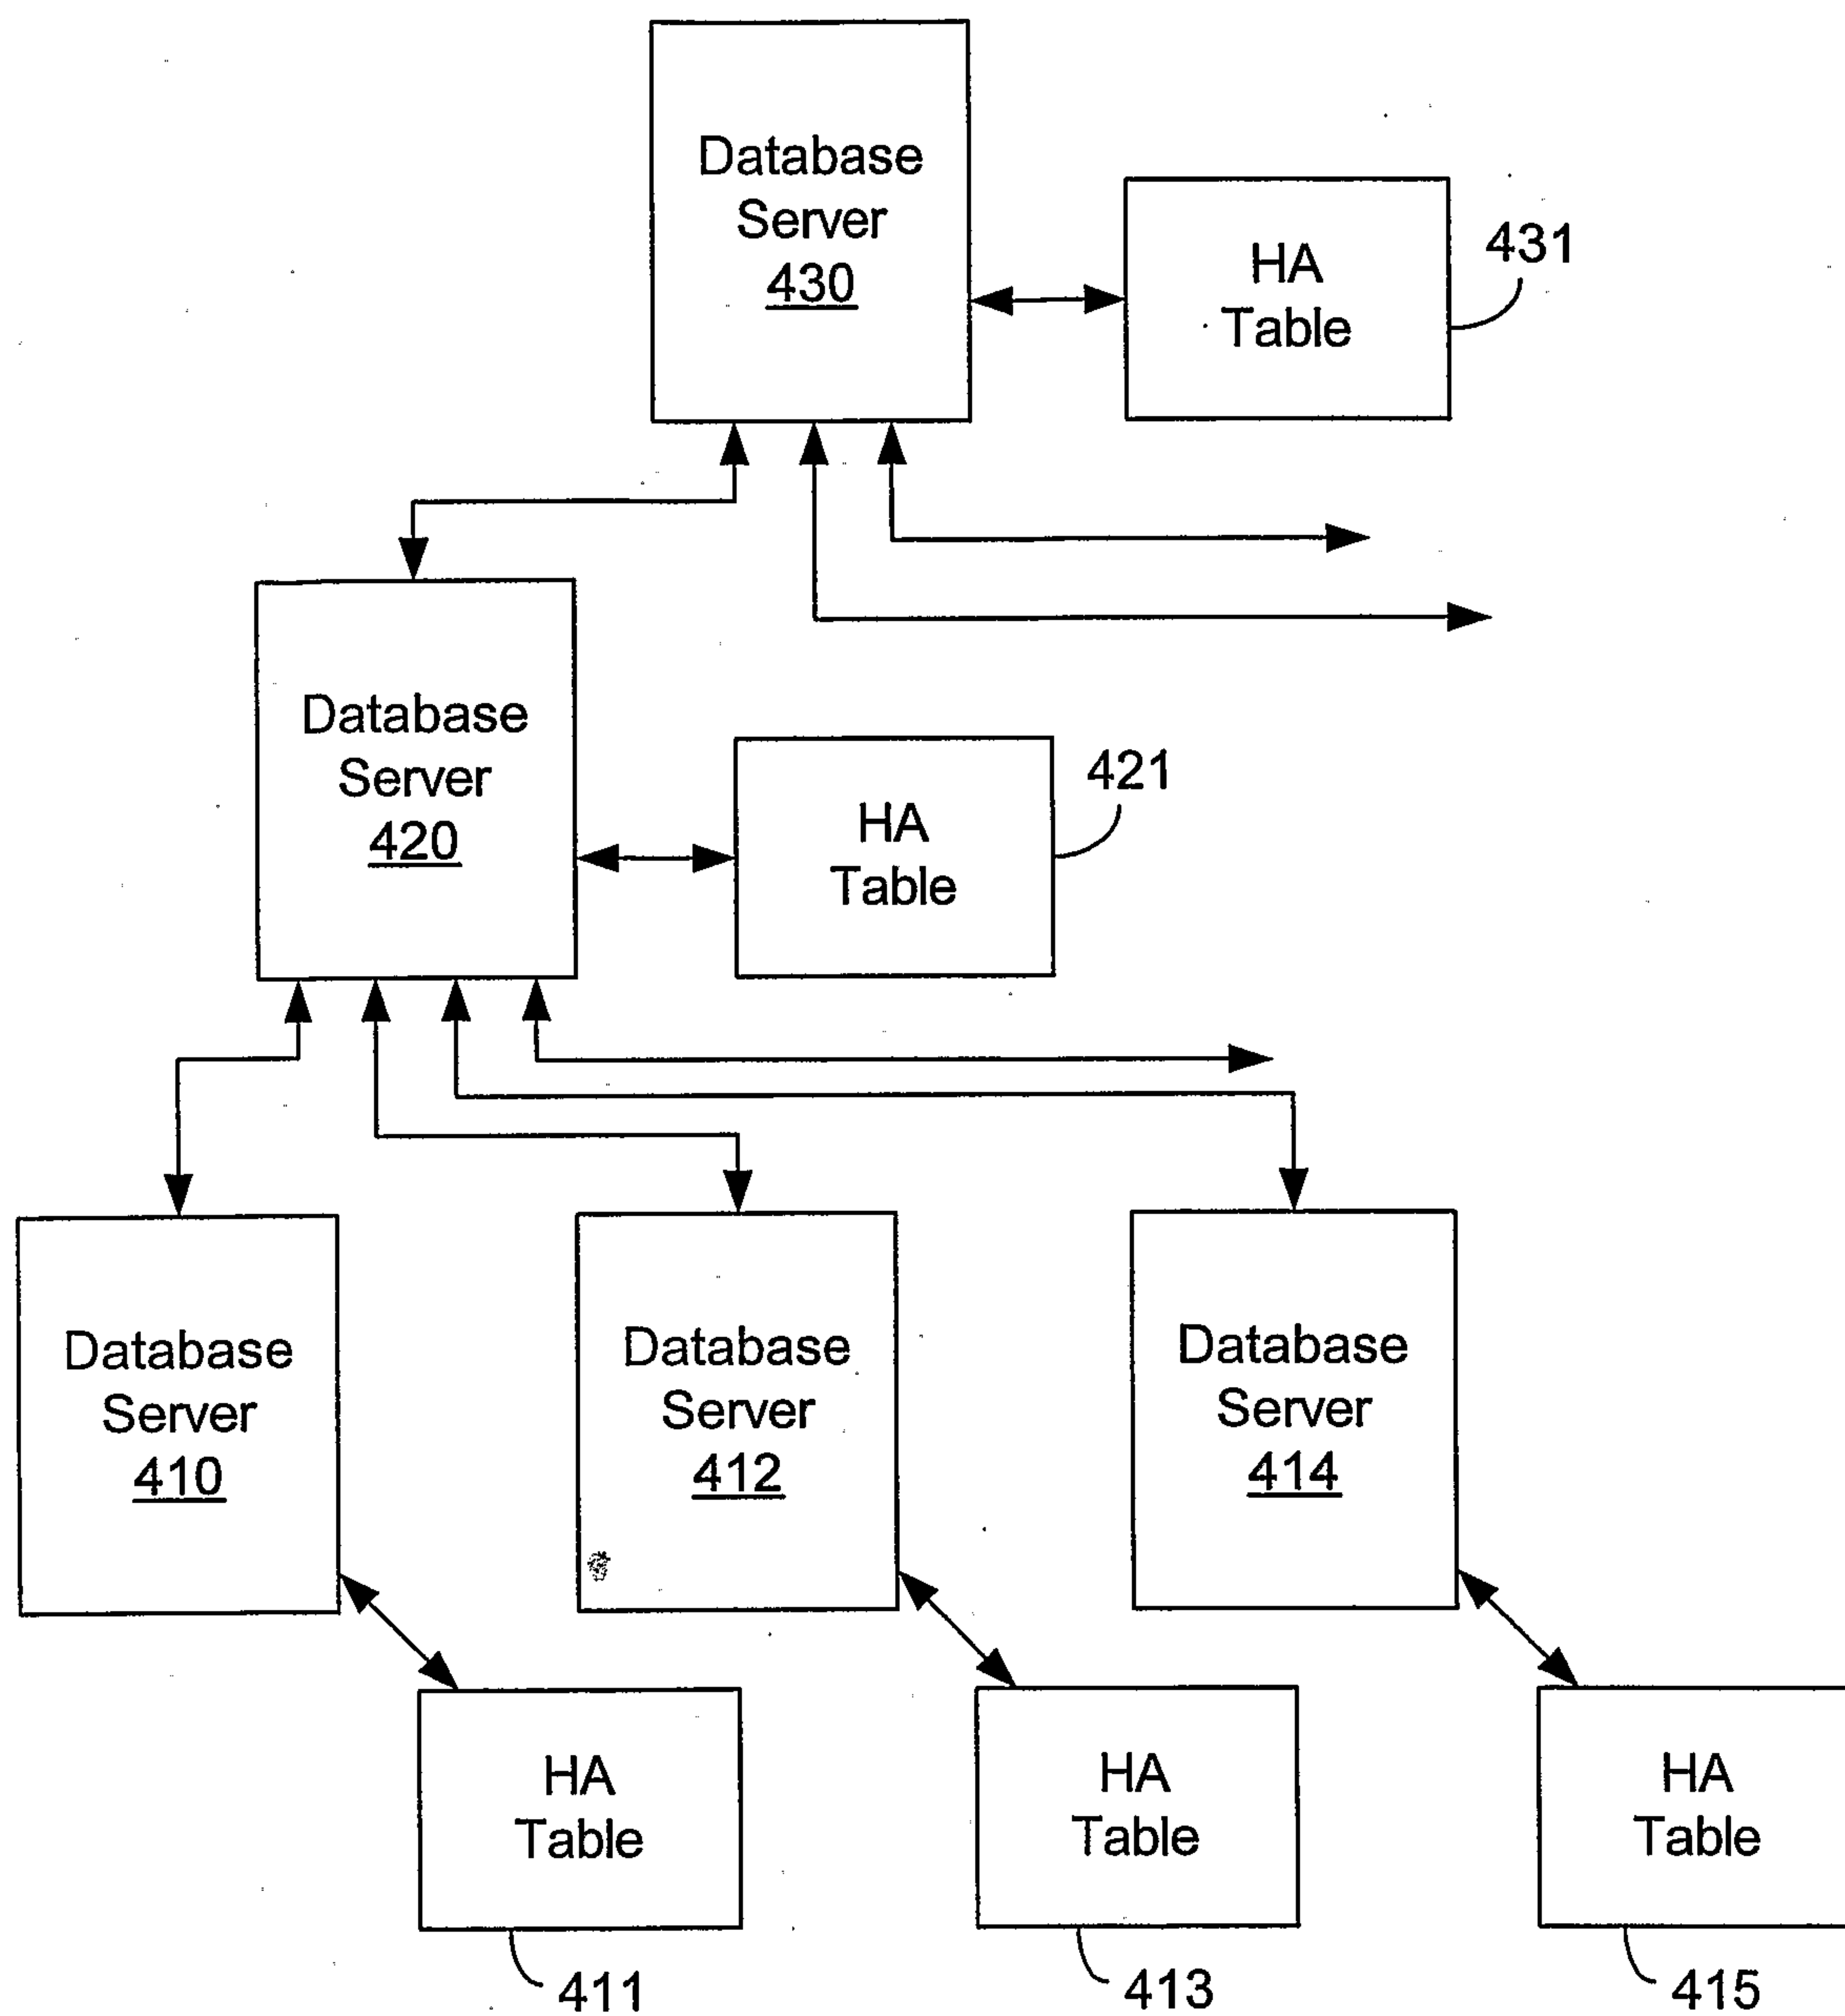 Database
Server
430
HA
Table
431
Database
Server
420
HA
Table
421
Database
Server
410
Database
Server
412
Database
Server
414
HA
Table
411
HA
Table
413
HA
Table
415